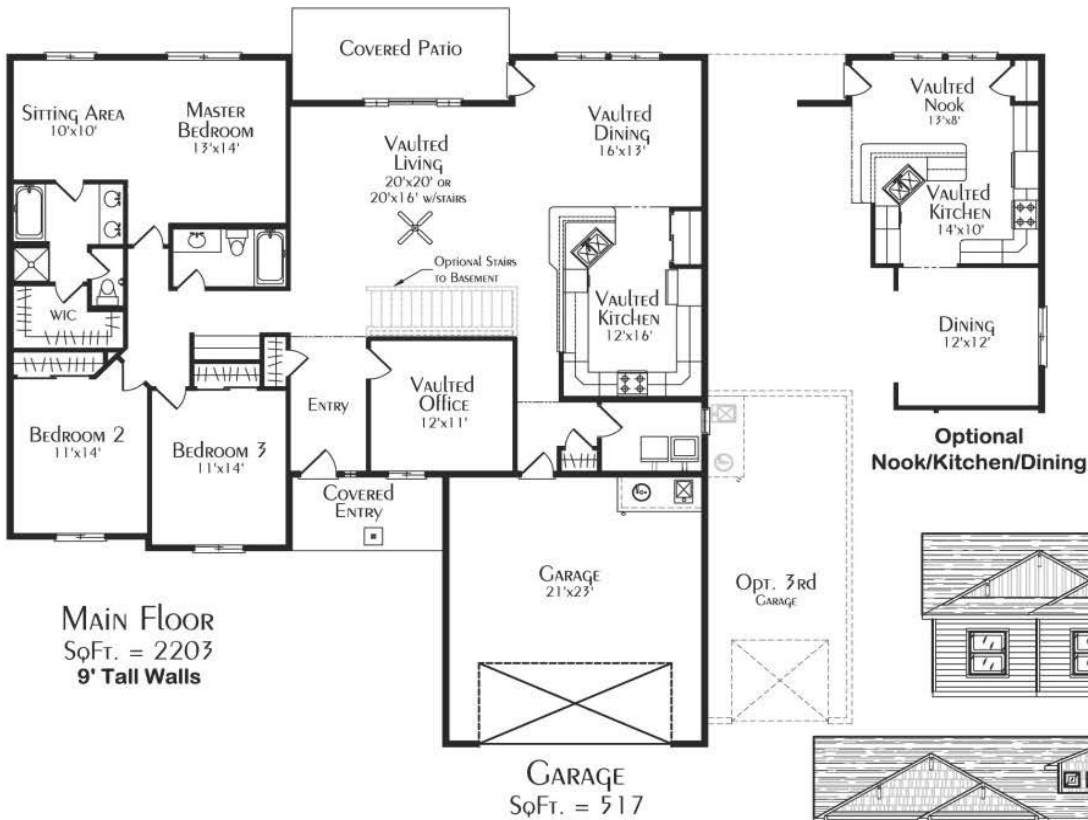 Covered Patio
Sitting Area
10'x10'
Master
Bedroom
13'x14'
Vaulted
Living
20'x20' or
20'x16' w/stairs
Vaulted
Dining
16'x13'
Optional Stairs
to Basement
Vaulted
Kitchen
12'x16'
WIC
Bedroom 2
11'x14'
Bedroom 3
11'x14'
Entry
Vaulted
Office
12'x11'
Covered
Entry
Garage
21'x23'
Opt. 3rd
Garage
Vaulted
Nook
13'x8'
Vaulted
Kitchen
14'x10'
Dining
12'x12'
Optional
Nook/Kitchen/Dining
Main Floor
SqFt. = 2203
9' Tall Walls
Garage
SqFt. = 517